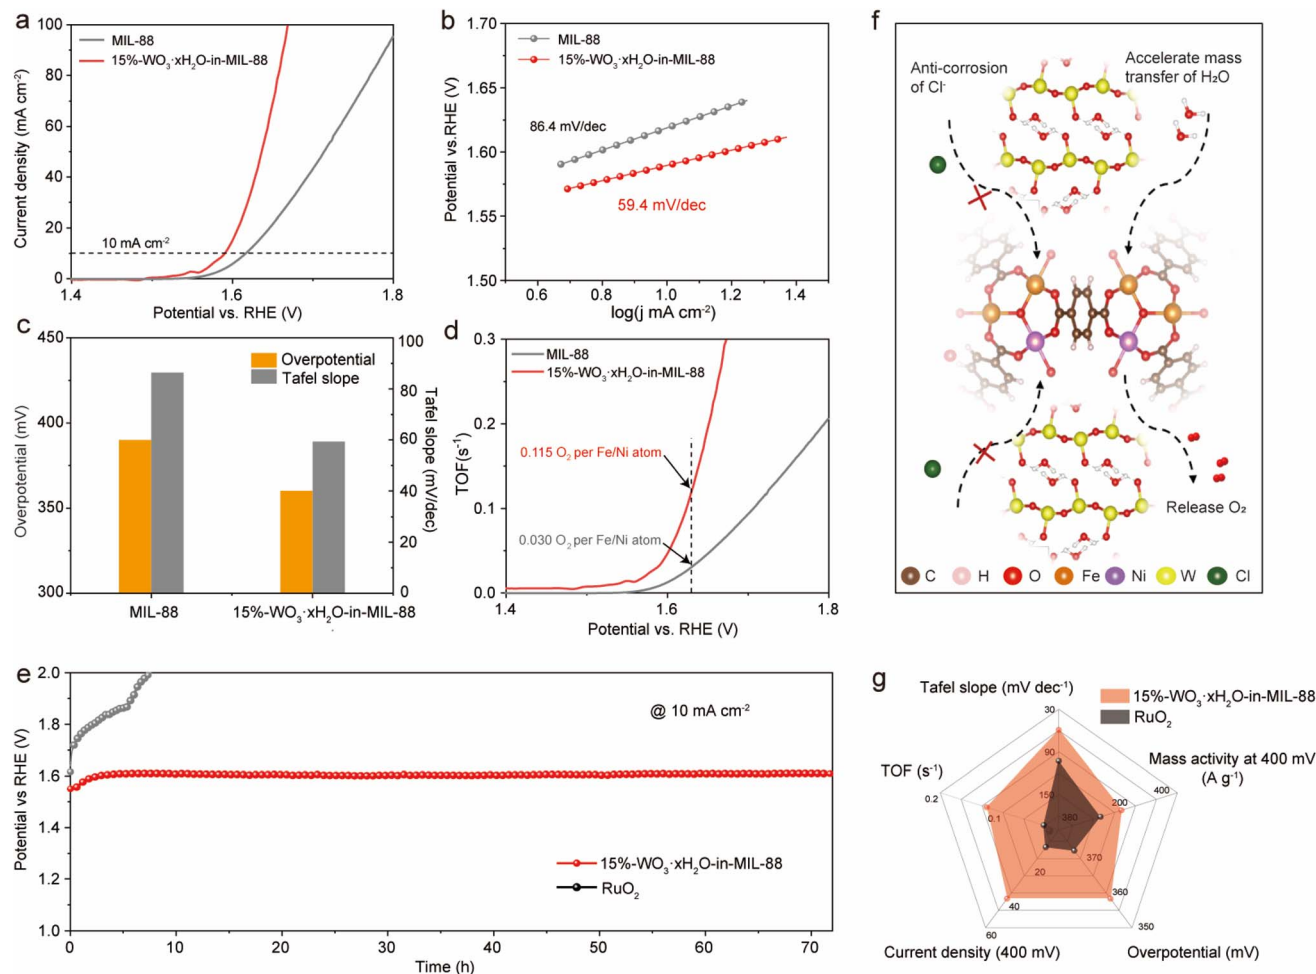 a
MIL-88
15%-WO₃·xH₂O-in-MIL-88
Current density (mA cm⁻²)
100
80
60
40
20
0
10 mA cm⁻²
1.4
1.6
1.8
Potential vs. RHE (V)
b
MIL-88
15%-WO₃·xH₂O-in-MIL-88
Potential vs.RHE (V)
1.70
1.65
1.60
1.55
1.50
86.4 mV/dec
59.4 mV/dec
0.6
0.8
1.0
1.2
1.4
log(j mA cm⁻²)
c
Overpotential
Tafel slope
Overpotential (mV)
450
400
350
300
Tafel slope (mV/dec)
100
80
60
40
20
0
MIL-88
15%-WO₃·xH₂O-in-MIL-88
d
MIL-88
15%-WO₃·xH₂O-in-MIL-88
TOF(s⁻¹)
0.3
0.2
0.1
0.0
0.115 O₂ per Fe/Ni atom
0.030 O₂ per Fe/Ni atom
1.4
1.6
1.8
Potential vs. RHE (V)
e
Potential vs RHE (V)
2.0
1.8
1.6
1.4
1.2
1.0
@ 10 mA cm⁻²
15%-WO₃·xH₂O-in-MIL-88
RuO₂
0
10
20
30
40
50
60
70
Time (h)
f
Anti-corrosion
of Cl⁻
Accelerate mass
transfer of H₂O
Release O₂
C H O Fe Ni W Cl
g
15%-WO₃·xH₂O-in-MIL-88
RuO₂
Tafel slope (mV dec⁻¹)
30
90
150
Mass activity at 400 mV
(A g⁻¹)
400
200
TOF (s⁻¹)
0.2
0.1
380
370
360
350
20
40
60
Current density (400 mV)
Overpotential (mV)